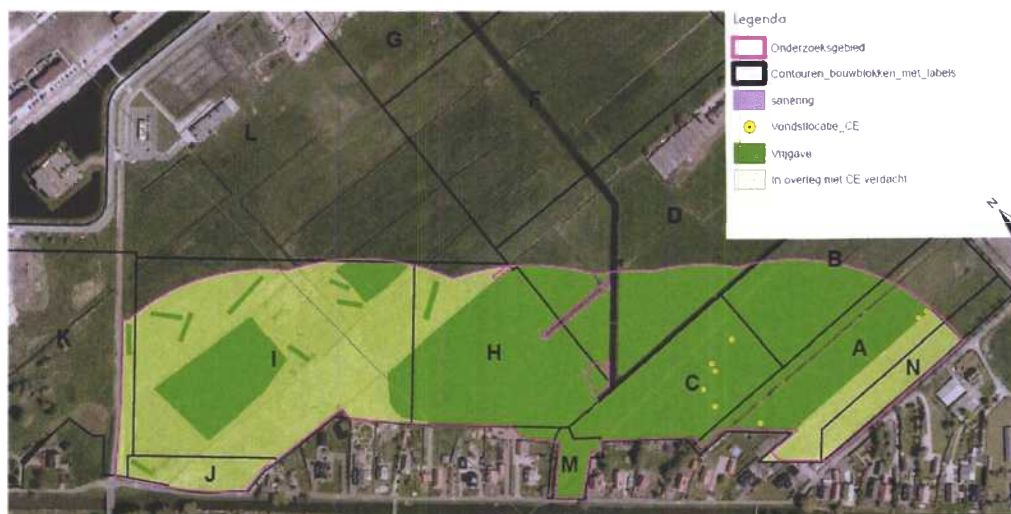 Legenda
Onderzoeksgebied
Contouren_bouwblokken_met_labels
sanering
Vondstlocatie_CE
Vrijgave
In overleg met CE verdacht
N
G
F
L
D
B
K
I
H
A
C
N
J
M